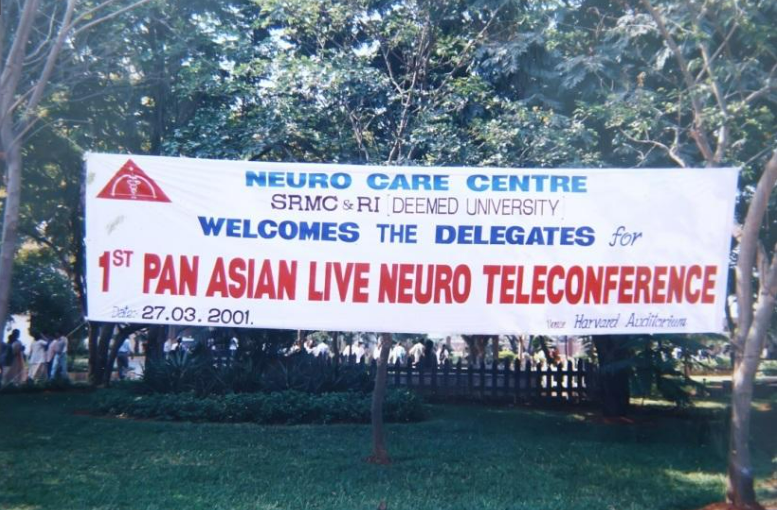 NEURO CARE CENTRE
SRMC & RI [DEEMED UNIVERSITY]
WELCOMES THE DELEGATES for
1ST PAN ASIAN LIVE NEURO TELECONFERENCE
Date: 27.03.2001. Venue Harvard Auditorium